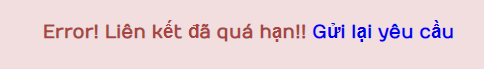 Error! Liên kết đã quá hạn!! Gửi lại yêu cầu